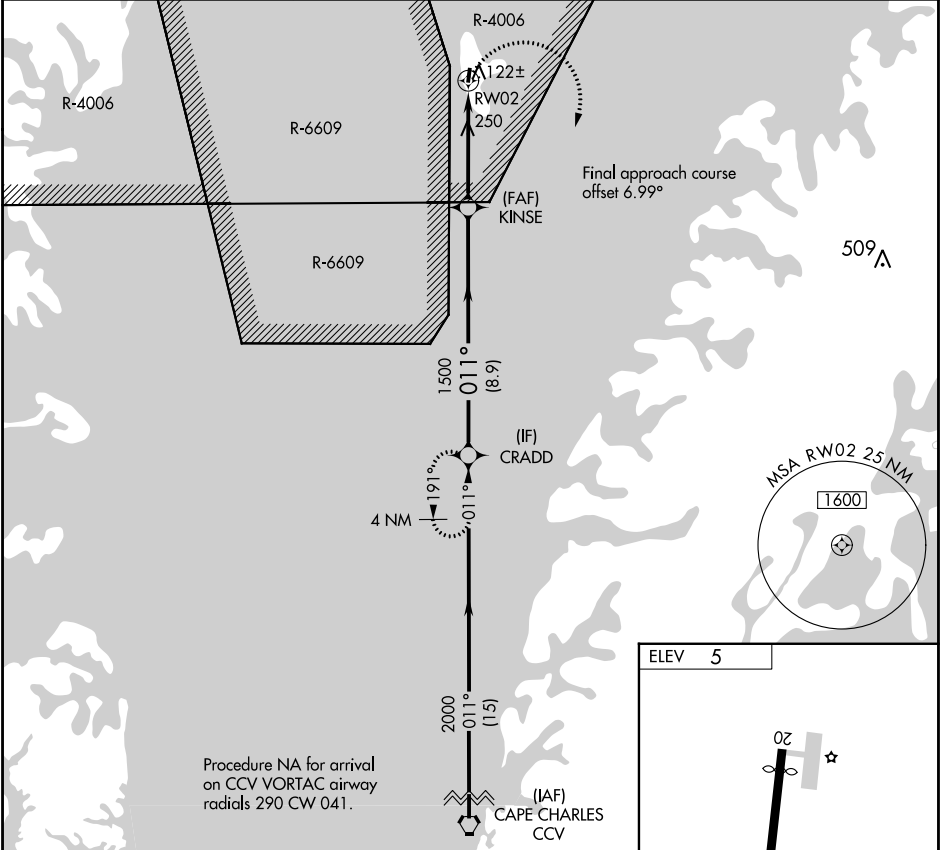 R-4006
122±
R-4006
RW02
250
R-6609
Final approach course
offset 6.99°
(FAF)
KINSE
509
R-6609
1500
011°
(8.9)
(IF)
CRADD
MSA RW02 25 NM
1600
191°
011°
4 NM
ELEV 5
2000
011°
(15)
20
Procedure NA for arrival
on CCV VORTAC airway
radials 290 CW 041.
(IAF)
CAPE CHARLES
CCV